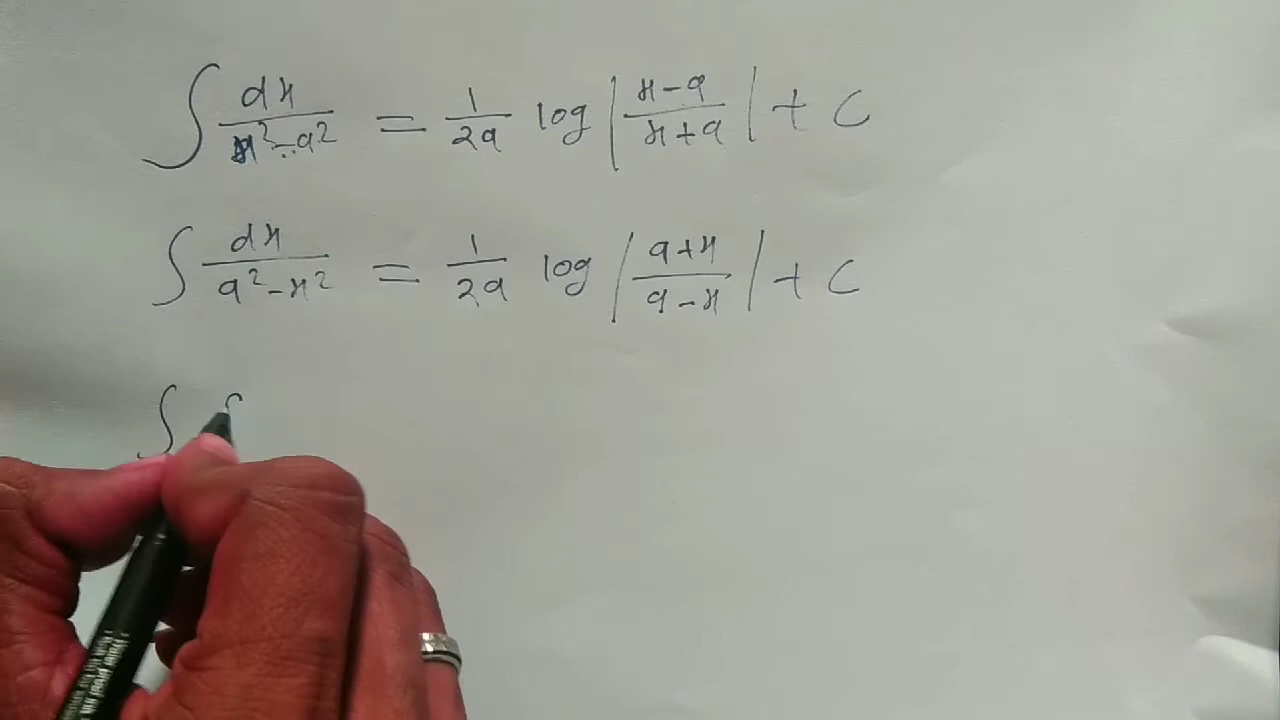 ∫ dx/(x²-a²) = 1/2a log |(x-a)/(x+a)| + C
∫ dx/(a²-x²) = 1/2a log |(a+x)/(a-x)| + C
∫